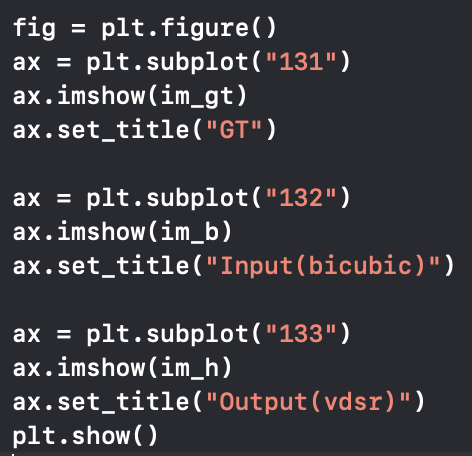 fig = plt.figure()
ax = plt.subplot("131")
ax.imshow(im_gt)
ax.set_title("GT")
ax = plt.subplot("132")
ax.imshow(im_b)
ax.set_title("Input(bicubic)")
ax = plt.subplot("133")
ax.imshow(im_h)
ax.set_title("Output(vdsr)")
plt.show()